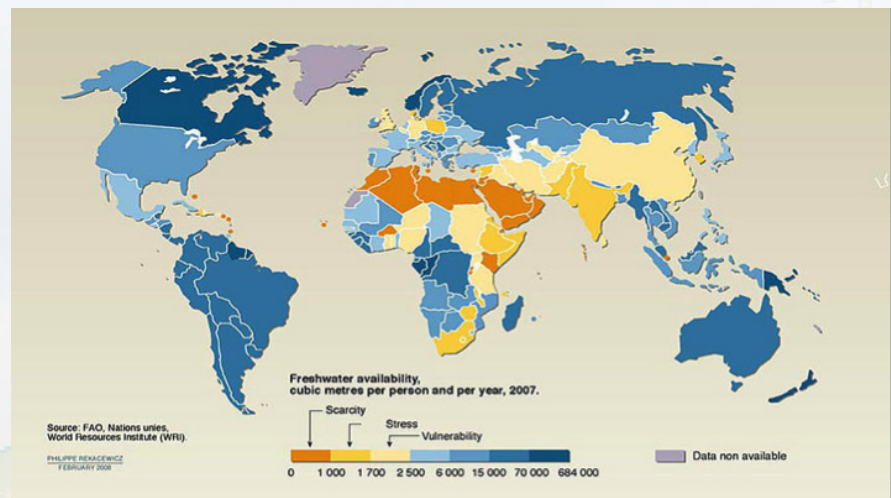 Freshwater availability,
cubic metres per person and per year, 2007.
Scarcity
Stress
Vulnerability
0 1 000 1 700 2 500 6 000 15 000 70 000 684 000
Data non available
Source: FAO, Nations unies,
World Resources Institute (WRI).
PHILIPPE REKACEWICZ
FEBRUARY 2008